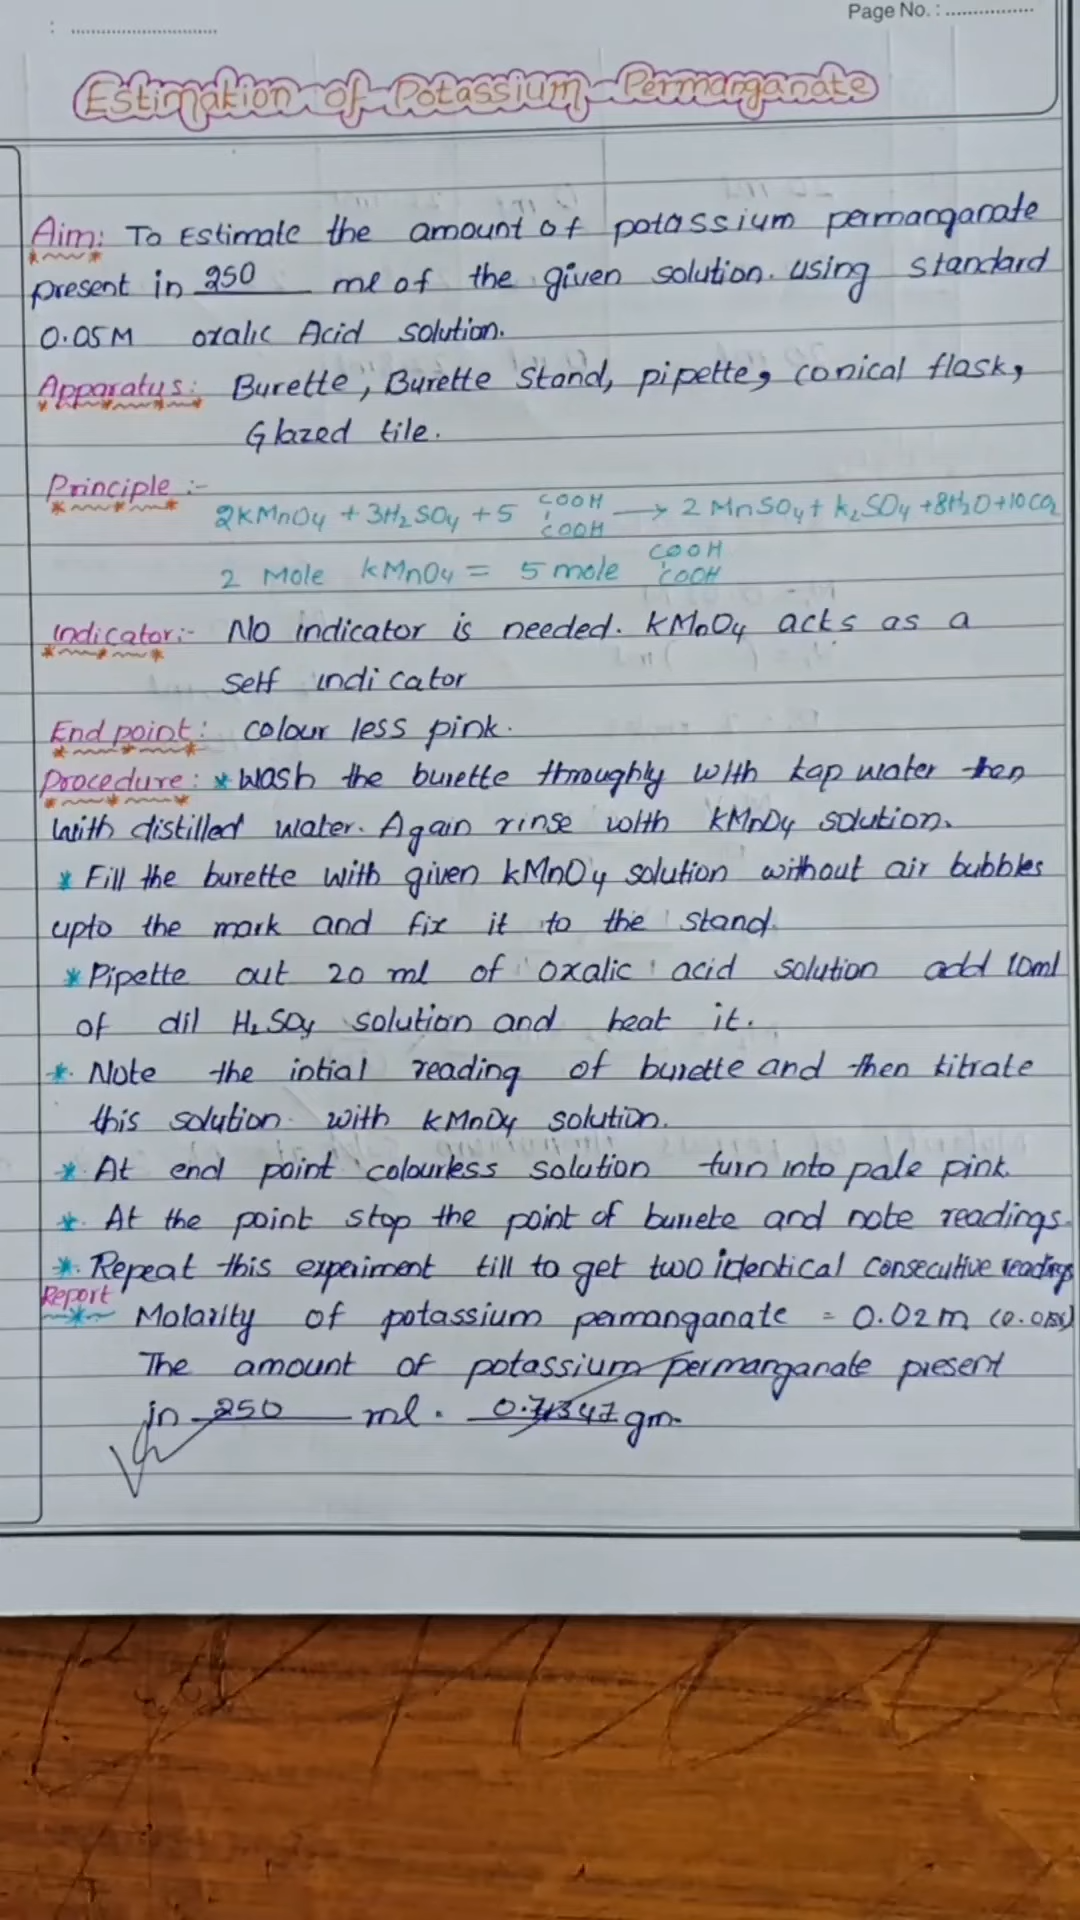 Page No. :
Estimation of Potassium Permanganate
Aim: To Estimate the amount of potassium permanganate
present in 250 ml of the given solution. using standard
0.05M oxalic Acid solution.
Apparatus: Burette, Burette Stand, pipette, conical flask,
Glazed tile.
Principle :-
2KMnO4 + 3H2SO4 + 5 COOH COOH → 2 MnSO4 + K2SO4 + 8H2O + 10CO2
2 Mole KMnO4 = 5 mole COOH COOH
Indicator:- No indicator is needed. KMnO4 acts as a
Self indicator
End point: colour less pink.
Procedure: * Wash the burette throughly with tap water then
with distilled water. Again rinse with KMnO4 solution.
* Fill the burette with given KMnO4 solution without air bubbles
upto the mark and fix it to the stand.
* Pipette out 20 ml of oxalic acid solution add 10ml
of dil H2SO4 solution and heat it.
* Note the intial reading of burette and then titrate
this solution with KMnO4 solution.
* At end point colourless solution turn into pale pink.
* At the point stop the point of burrete and note readings.
* Repeat this experiment till to get two identical consecutive readings
Report Molarity of potassium permanganate = 0.02m
The amount of potassium permanganate present
in 250 ml. gm.